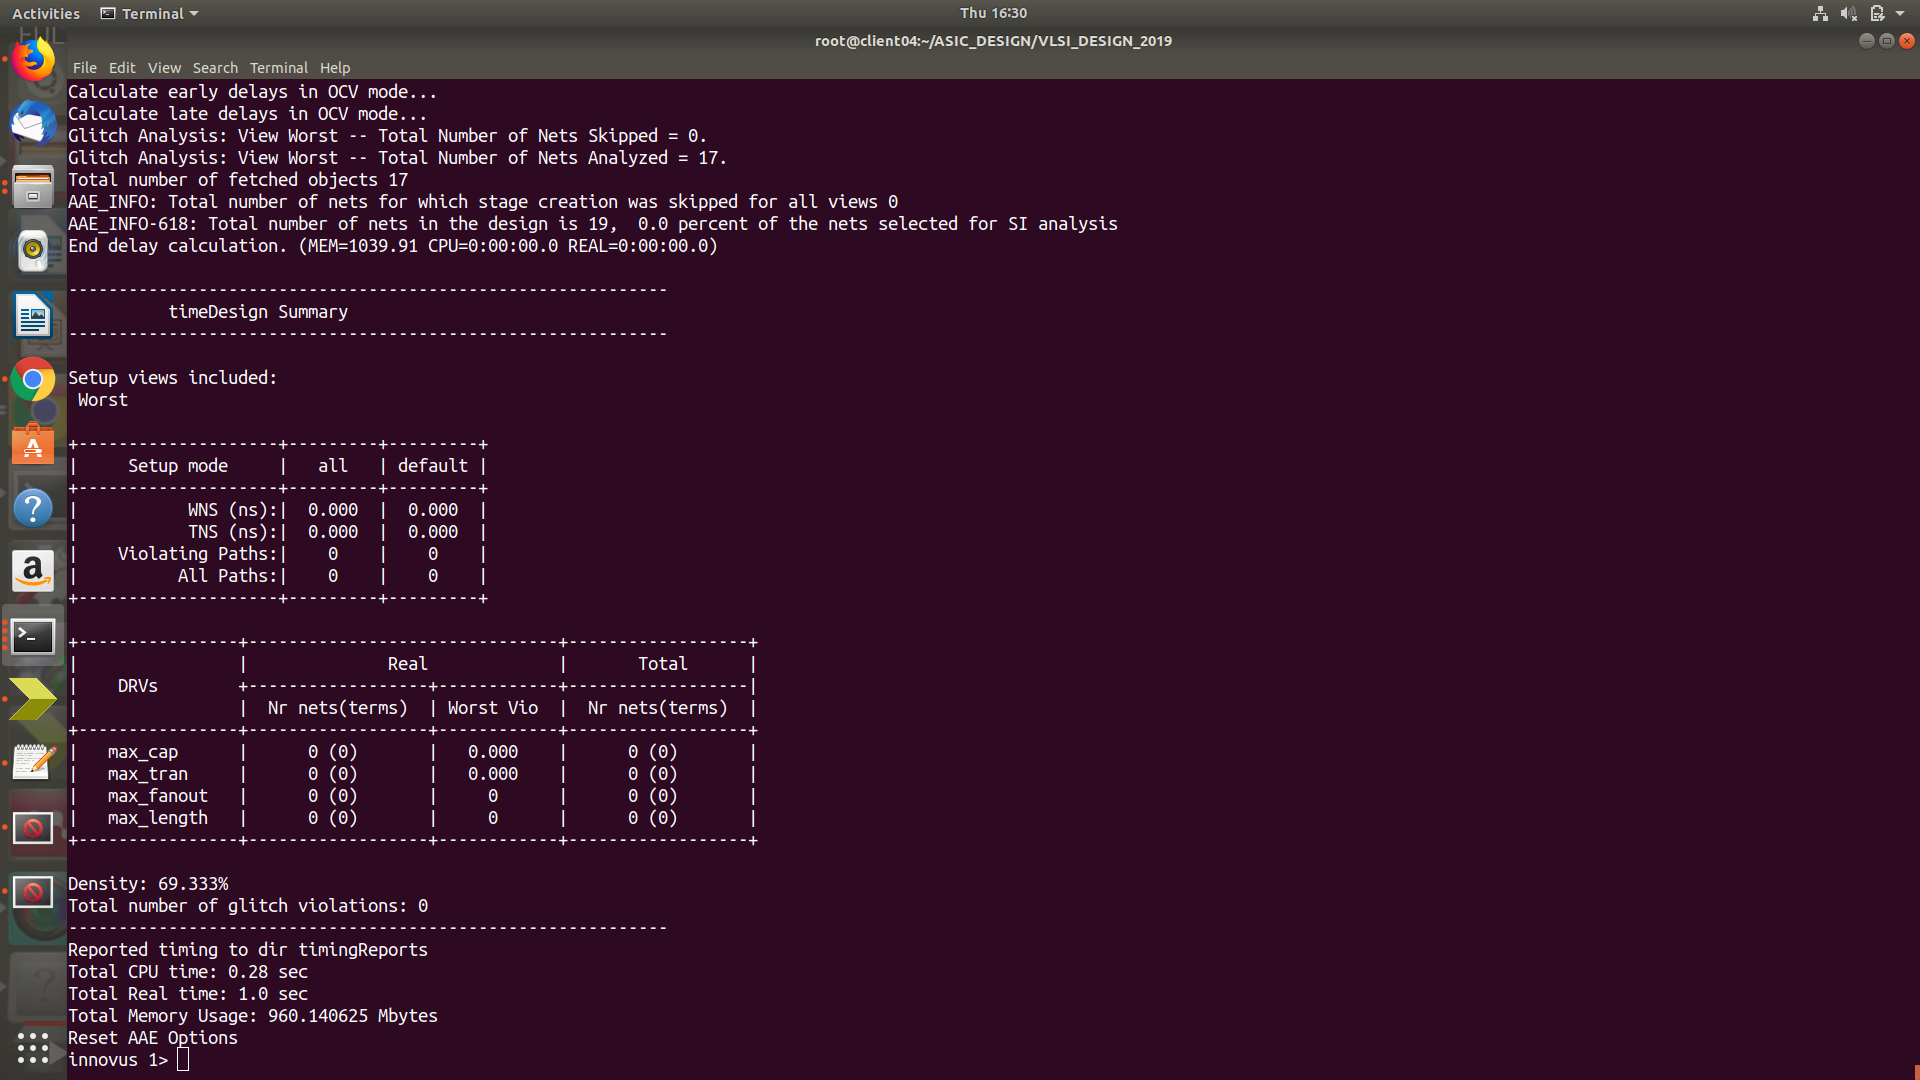 Activities Terminal Thu 16:30
root@client04:~/ASIC_DESIGN/VLSI_DESIGN_2019
File Edit View Search Terminal Help
Calculate early delays in OCV mode...
Calculate late delays in OCV mode...
Glitch Analysis: View Worst -- Total Number of Nets Skipped = 0.
Glitch Analysis: View Worst -- Total Number of Nets Analyzed = 17.
Total number of fetched objects 17
AAE_INFO: Total number of nets for which stage creation was skipped for all views 0
AAE_INFO-618: Total number of nets in the design is 19,  0.0 percent of the nets selected for SI analysis
End delay calculation. (MEM=1039.91 CPU=0:00:00.0 REAL=0:00:00.0)
------------------------------------------------------------
          timeDesign Summary
------------------------------------------------------------
Setup views included:
 Worst
+--------------------+---------+---------+
|     Setup mode     |   all   | default |
+--------------------+---------+---------+
|           WNS (ns):|  0.000  |  0.000  |
|           TNS (ns):|  0.000  |  0.000  |
|    Violating Paths:|    0    |    0    |
|          All Paths:|    0    |    0    |
+--------------------+---------+---------+
+----------------+-------------------------------+------------------+
|                |              Real             |       Total      |
|    DRVs        +------------------+------------+------------------|
|                |  Nr nets(terms)  | Worst Vio  |  Nr nets(terms)  |
+----------------+------------------+------------+------------------+
|   max_cap      |      0 (0)       |   0.000    |      0 (0)       |
|   max_tran     |      0 (0)       |   0.000    |      0 (0)       |
|   max_fanout   |      0 (0)       |     0      |      0 (0)       |
|   max_length   |      0 (0)       |     0      |      0 (0)       |
+----------------+------------------+------------+------------------+
Density: 69.333%
Total number of glitch violations: 0
------------------------------------------------------------
Reported timing to dir timingReports
Total CPU time: 0.28 sec
Total Real time: 1.0 sec
Total Memory Usage: 960.140625 Mbytes
Reset AAE Options
innovus 1>